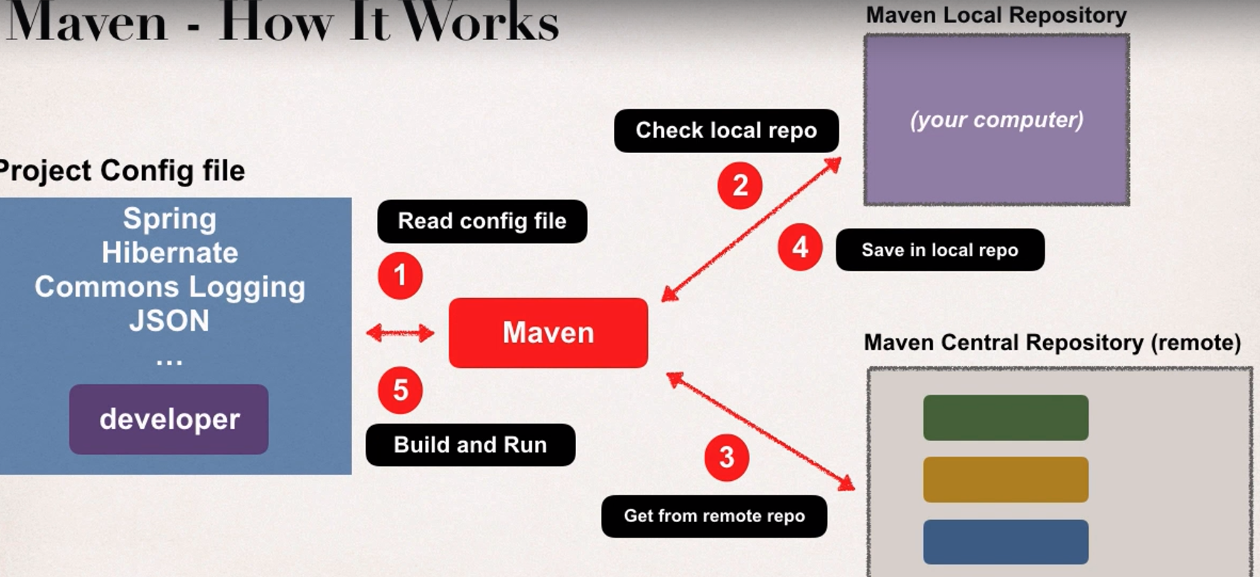 Maven - How It Works
Maven Local Repository
(your computer)
Check local repo
2
Project Config file
Spring
Hibernate
Commons Logging
JSON
...
developer
Read config file
1
4
Save in local repo
Maven
Maven Central Repository (remote)
5
Build and Run
3
Get from remote repo